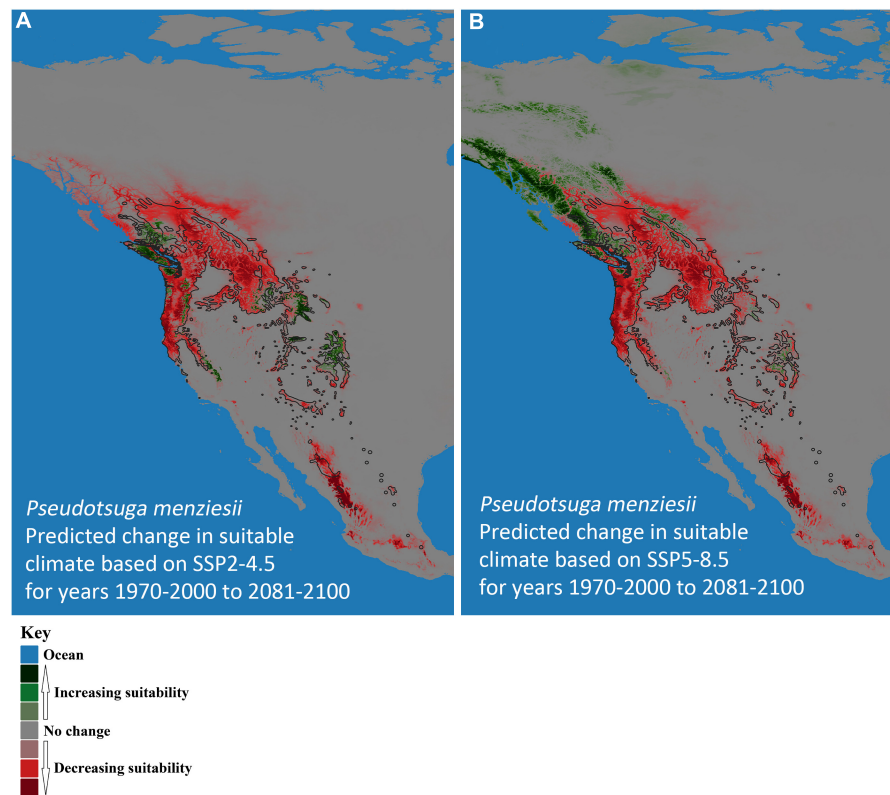 A
B
Pseudotsuga menziesii
Predicted change in suitable
climate based on SSP2-4.5
for years 1970-2000 to 2081-2100
Pseudotsuga menziesii
Predicted change in suitable
climate based on SSP5-8.5
for years 1970-2000 to 2081-2100
Key
Ocean
Increasing suitability
No change
Decreasing suitability